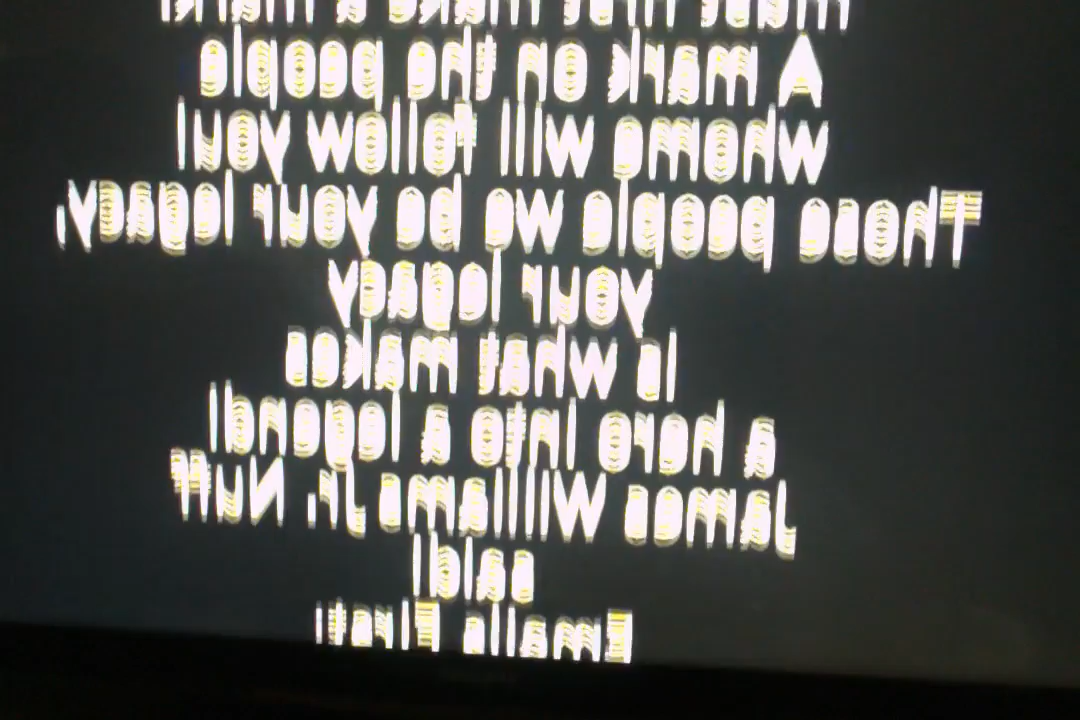 A mark on the people
whome will follow you!
Those people we be your legacy,
your legacy
is what makes
a hero into a legend!
James Williams Jr. Nuff
said!
First!